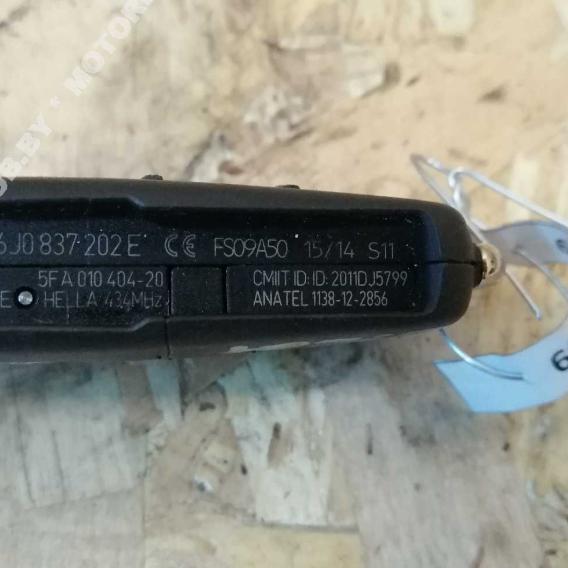 6J0 837 202 E CE FS09A50 15/14 S11
5FA 010 404-20
HELLA 434MHz
CMIIT ID: ID: 2011DJ5799
ANATEL 1138-12-2856